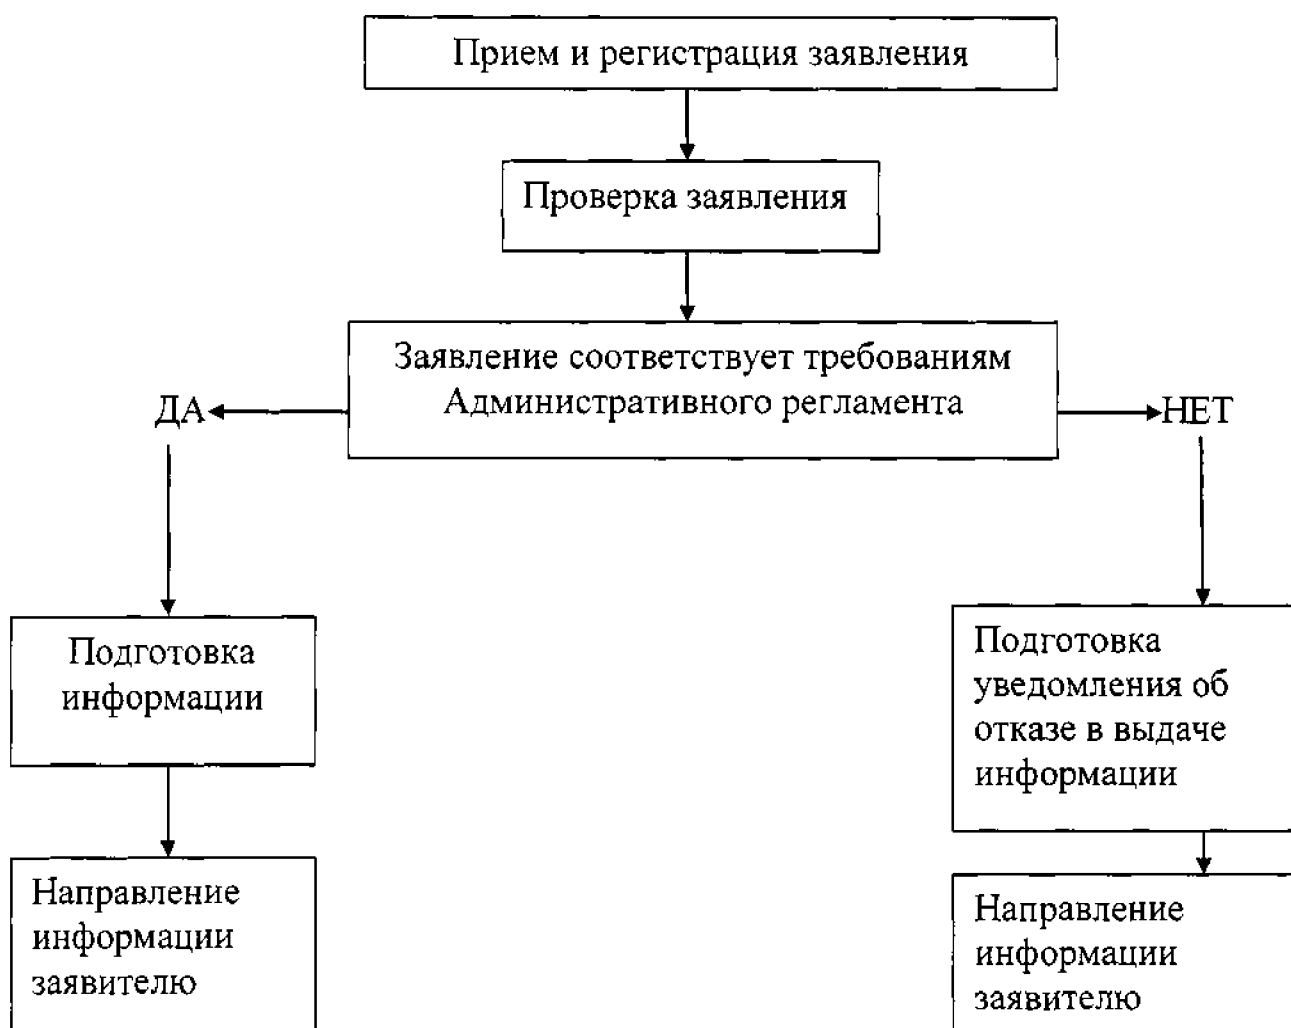 Прием и регистрация заявления
Проверка заявления
Заявление соответствует требованиям
Административного регламента
ДА
НЕТ
Подготовка
информации
Подготовка
уведомления об
отказе в выдаче
информации
Направление
информации
заявителю
Направление
информации
заявителю